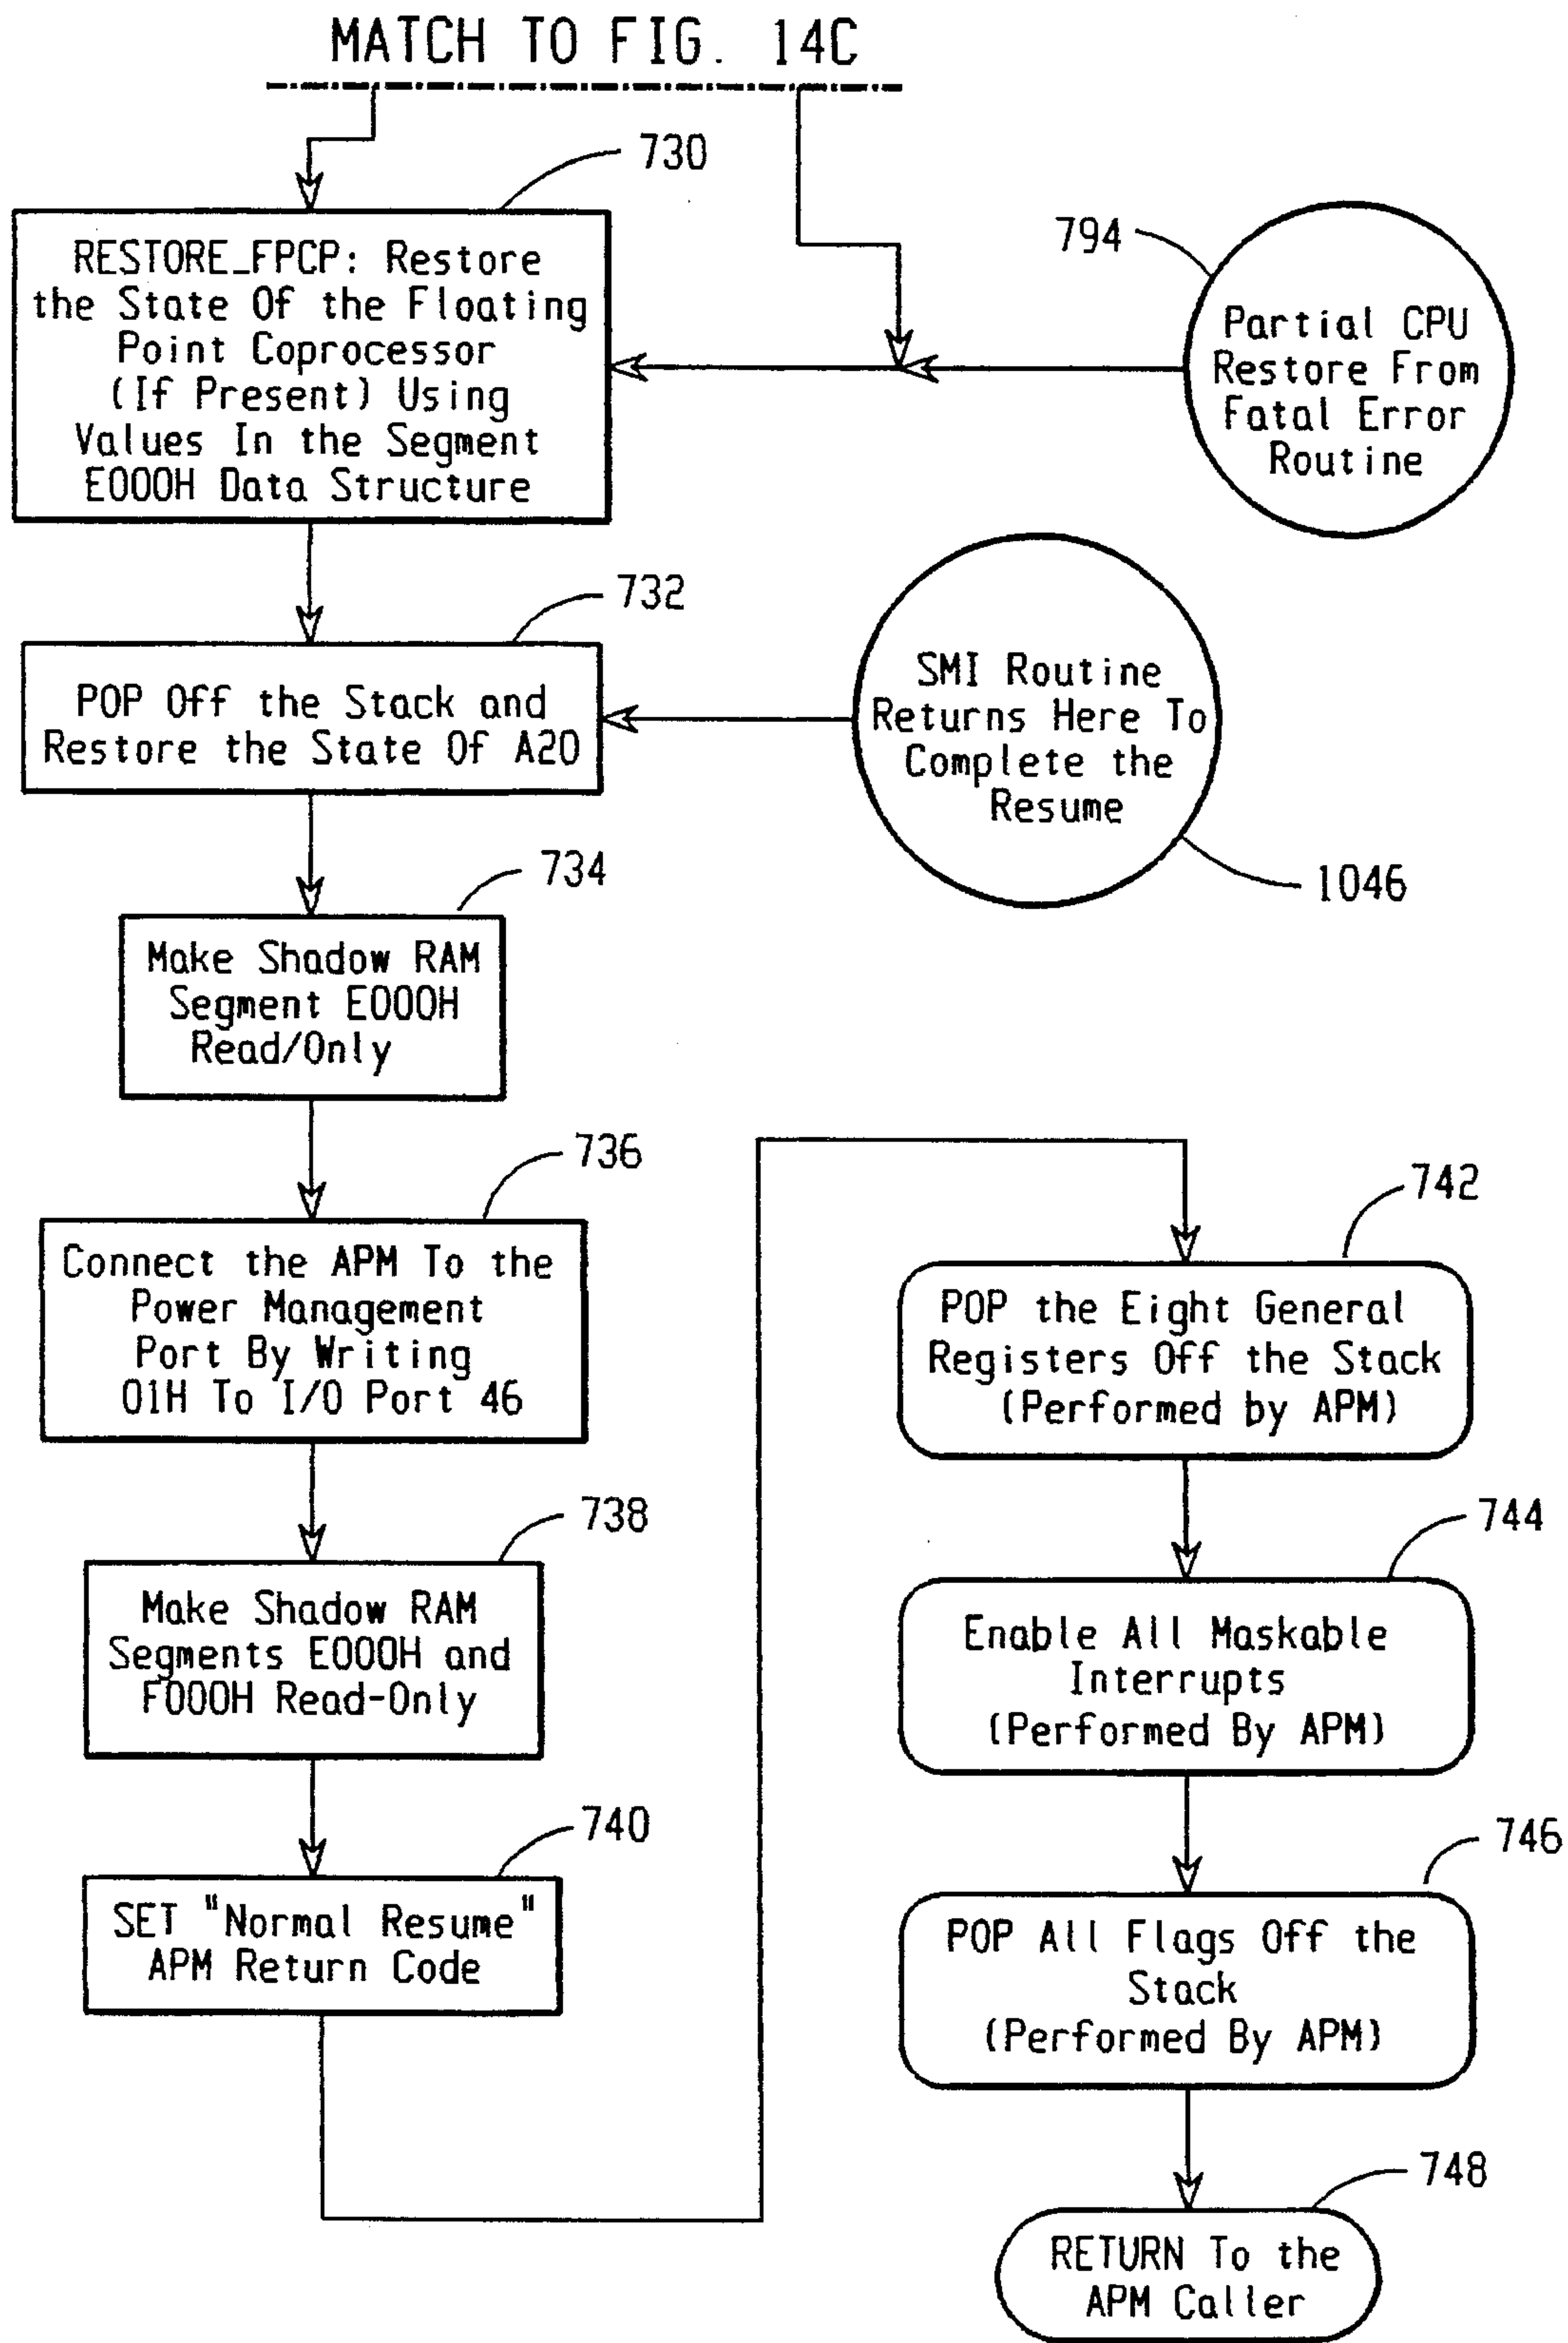 MATCH TO FIG. 14C
730
RESTORE_FPCP: Restore
the State Of the Floating
Point Coprocessor
(If Present) Using
Values In the Segment
E000H Data Structure
794
Partial CPU
Restore From
Fatal Error
Routine
732
POP Off the Stack and
Restore the State Of A20
SMI Routine
Returns Here To
Complete the
Resume
1046
734
Make Shadow RAM
Segment E000H
Read/Only
736
Connect the APM To the
Power Management
Port By Writing
01H To I/O Port 46
738
Make Shadow RAM
Segments E000H and
F000H Read-Only
740
SET "Normal Resume"
APM Return Code
742
POP the Eight General
Registers Off the Stack
(Performed by APM)
744
Enable All Maskable
Interrupts
(Performed By APM)
746
POP All Flags Off the
Stack
(Performed By APM)
748
RETURN To the
APM Caller